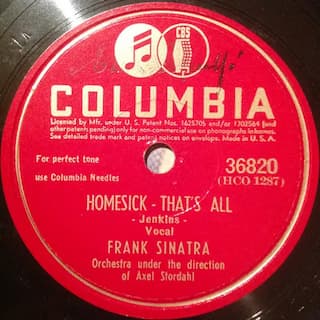 CBS
COLUMBIA
Licensed by Mfr. under U. S. Patent Nos. 1625705 and/or 1702564 (and
other patents pending) only for non-commercial use on phonographs in homes.
See detailed trade mark and patent notices on envelopes. Made in U. S. A.
For perfect tone
use Columbia Needles
36820
(HCO 1287)
HOMESICK - THAT'S ALL
- Jenkins -
Vocal
FRANK SINATRA
Orchestra under the direction
of Axel Stordahl